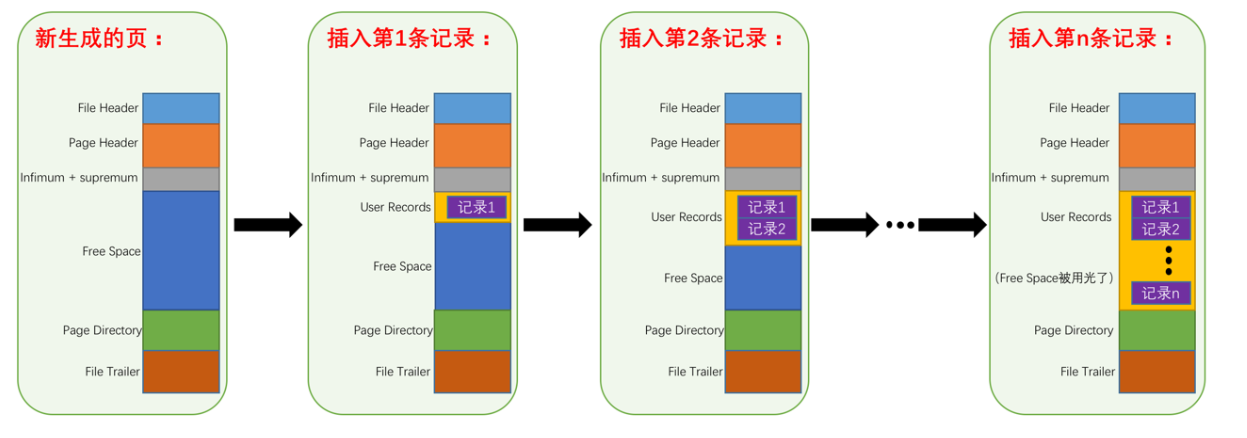 新生成的页：
File Header
Page Header
Infimum + supremum
Free Space
Page Directory
File Trailer
插入第1条记录：
File Header
Page Header
Infimum + supremum
User Records
记录1
Free Space
Page Directory
File Trailer
插入第2条记录：
File Header
Page Header
Infimum + supremum
User Records
记录1
记录2
Free Space
Page Directory
File Trailer
插入第n条记录：
File Header
Page Header
Infimum + supremum
User Records
记录1
记录2
（Free Space被用光了）
记录n
Page Directory
File Trailer